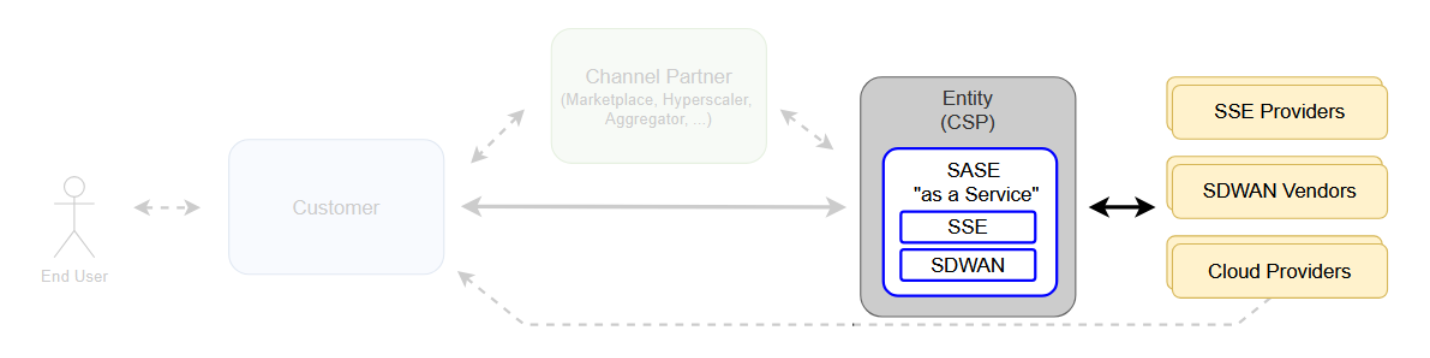 End User
Customer
Channel Partner
(Marketplace, Hyperscaler,
Aggregator, ...)
Entity
(CSP)
SASE
"as a Service"
SSE
SDWAN
SSE Providers
SDWAN Vendors
Cloud Providers